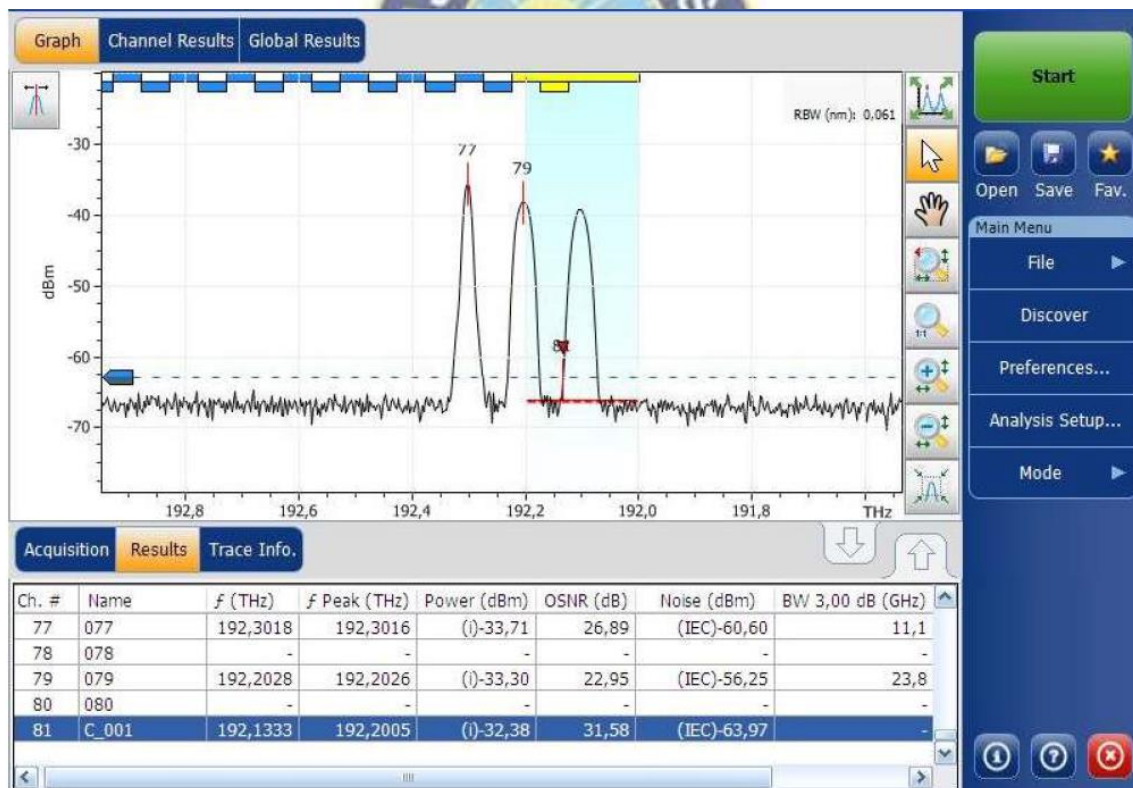 Graph Channel Results Global Results
RBW (nm): 0,061
77
79
-30
-40
-50
-60
-70
dBm
192,8 192,6 192,4 192,2 192,0 191,8 THz
Start
Open Save Fav.
Main Menu
File
Discover
Preferences...
Analysis Setup...
Mode
1:1
Acquisition Results Trace Info.
Ch. # Name f (THz) f Peak (THz) Power (dBm) OSNR (dB) Noise (dBm) BW 3,00 dB (GHz)
77 077 192,3018 192,3016 (i)-33,71 26,89 (IEC)-60,60 11,1
78 078 - - - - - -
79 079 192,2028 192,2026 (i)-33,30 22,95 (IEC)-56,25 23,8
80 080 - - - - - -
81 C_001 192,1333 192,2005 (i)-32,38 31,58 (IEC)-63,97 -